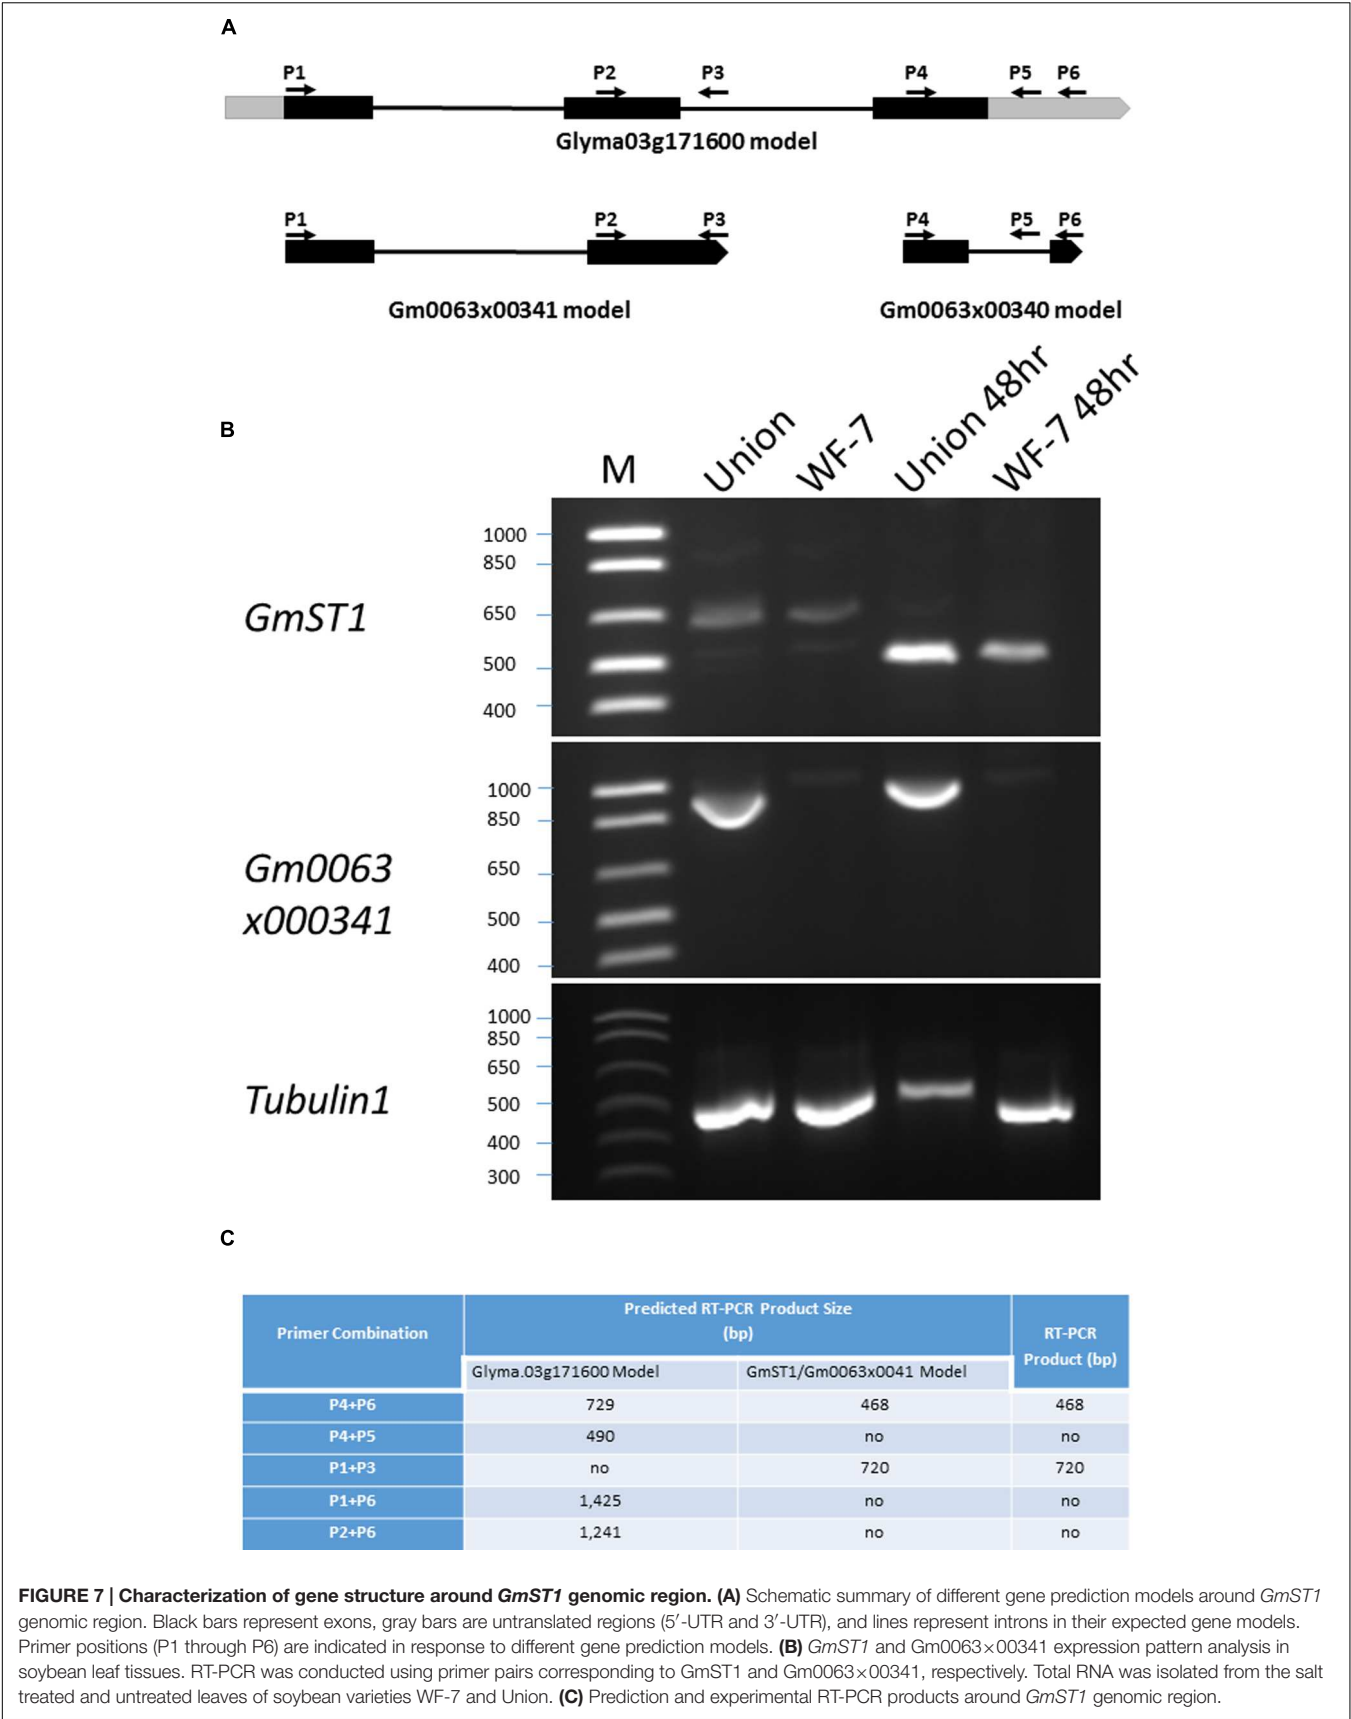 A
P1 P2 P3 P4 P5 P6
Glyma03g171600 model
P1 P2 P3 P4 P5 P6
Gm0063x00341 model Gm0063x00340 model
B
M Union WF-7 Union 48hr WF-7 48hr
GmST1
1000
850
650
500
400
Gm0063
x000341
1000
850
650
500
400
Tubulin1
1000
850
650
500
400
300
C
Primer Combination Predicted RT-PCR Product Size (bp) RT-PCR Product (bp)
Glyma.03g171600 Model GmST1/Gm0063x0041 Model
P4+P6 729 468 468
P4+P5 490 no no
P1+P3 no 720 720
P1+P6 1,425 no no
P2+P6 1,241 no no
FIGURE 7 | Characterization of gene structure around GmST1 genomic region. (A) Schematic summary of different gene prediction models around GmST1
genomic region. Black bars represent exons, gray bars are untranslated regions (5′-UTR and 3′-UTR), and lines represent introns in their expected gene models.
Primer positions (P1 through P6) are indicated in response to different gene prediction models. (B) GmST1 and Gm0063×00341 expression pattern analysis in
soybean leaf tissues. RT-PCR was conducted using primer pairs corresponding to GmST1 and Gm0063×00341, respectively. Total RNA was isolated from the salt
treated and untreated leaves of soybean varieties WF-7 and Union. (C) Prediction and experimental RT-PCR products around GmST1 genomic region.